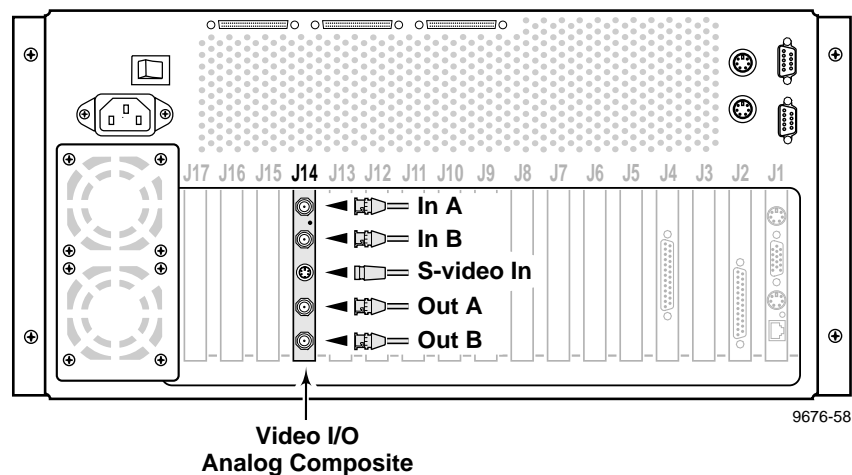 J17 J16 J15 J14 J13 J12 J11 J10 J9 J8 J7 J6 J5 J4 J3 J2 J1
In A
In B
S-video In
Out A
Out B
9676-58
Video I/O
Analog Composite